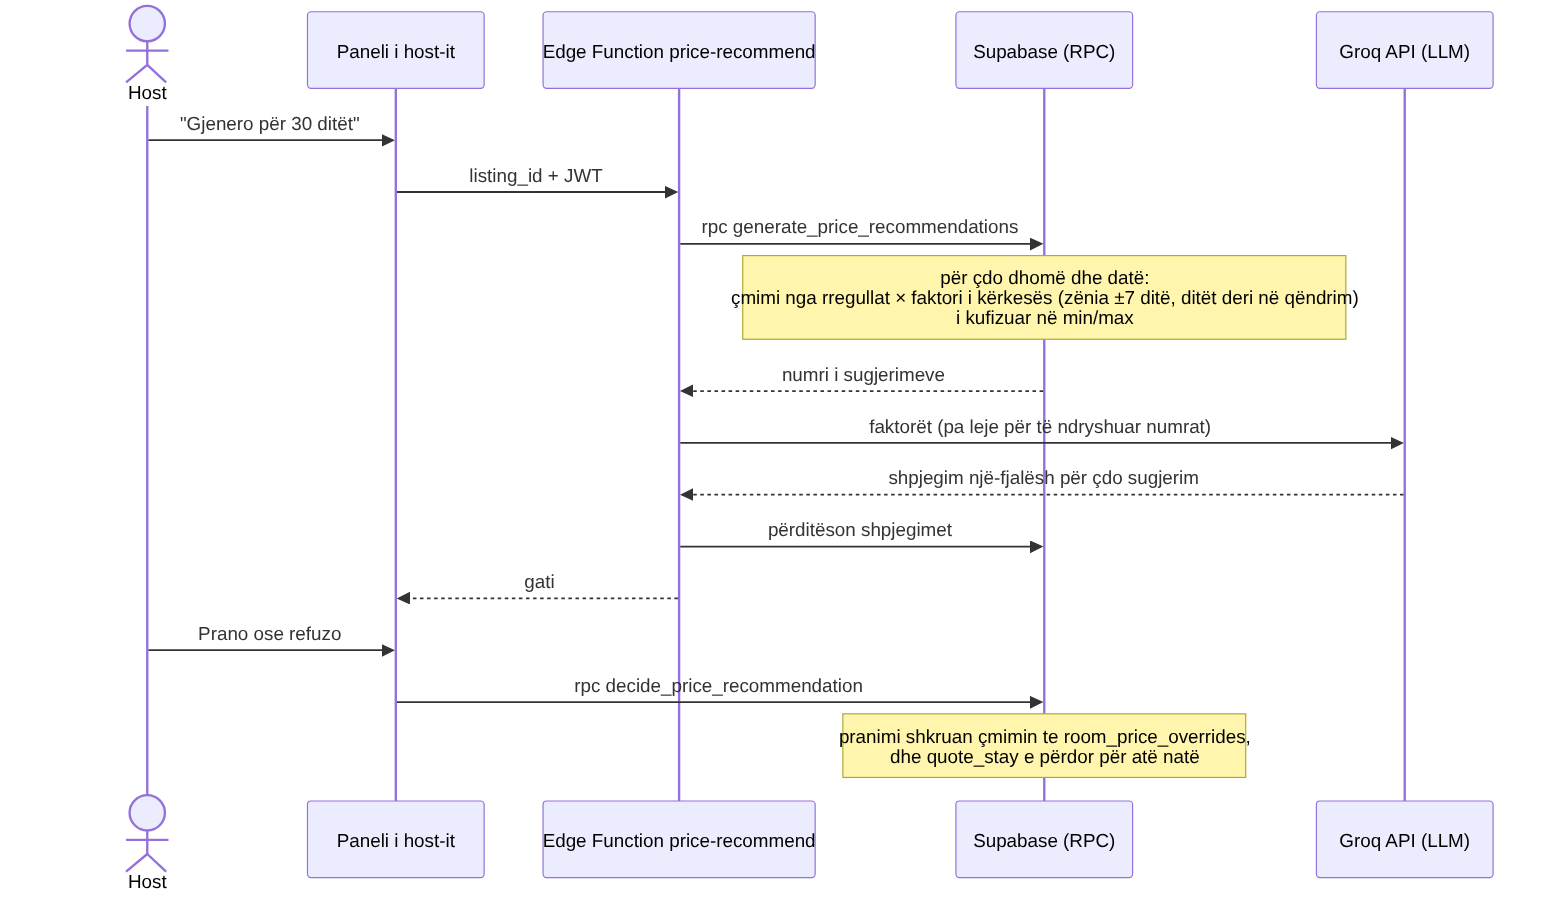 Host
Paneli i host-it
Edge Function price-recommend
Supabase (RPC)
Groq API (LLM)
"Gjenero për 30 ditët"
listing_id + JWT
rpc generate_price_recommendations
për çdo dhomë dhe datë:
çmimi nga rregullat × faktori i kërkesës (zënia ±7 ditë, ditët deri në qëndrim)
i kufizuar në min/max
numri i sugjerimeve
faktorët (pa leje për të ndryshuar numrat)
shpjegim një-fjalësh për çdo sugjerim
përditëson shpjegimet
gati
Prano ose refuzo
rpc decide_price_recommendation
pranimi shkruan çmimin te room_price_overrides,
dhe quote_stay e përdor për atë natë
Host
Paneli i host-it
Edge Function price-recommend
Supabase (RPC)
Groq API (LLM)